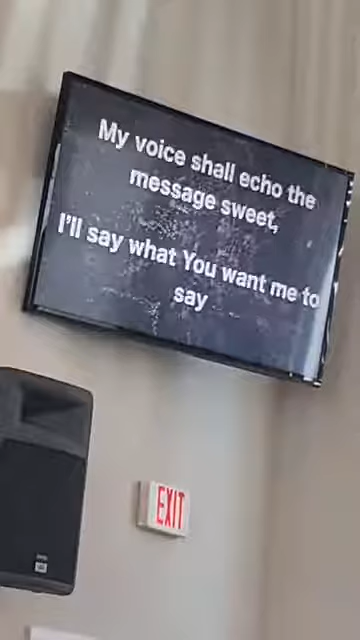 My voice shall echo the
message sweet,
I'll say what You want me to
say
EXIT